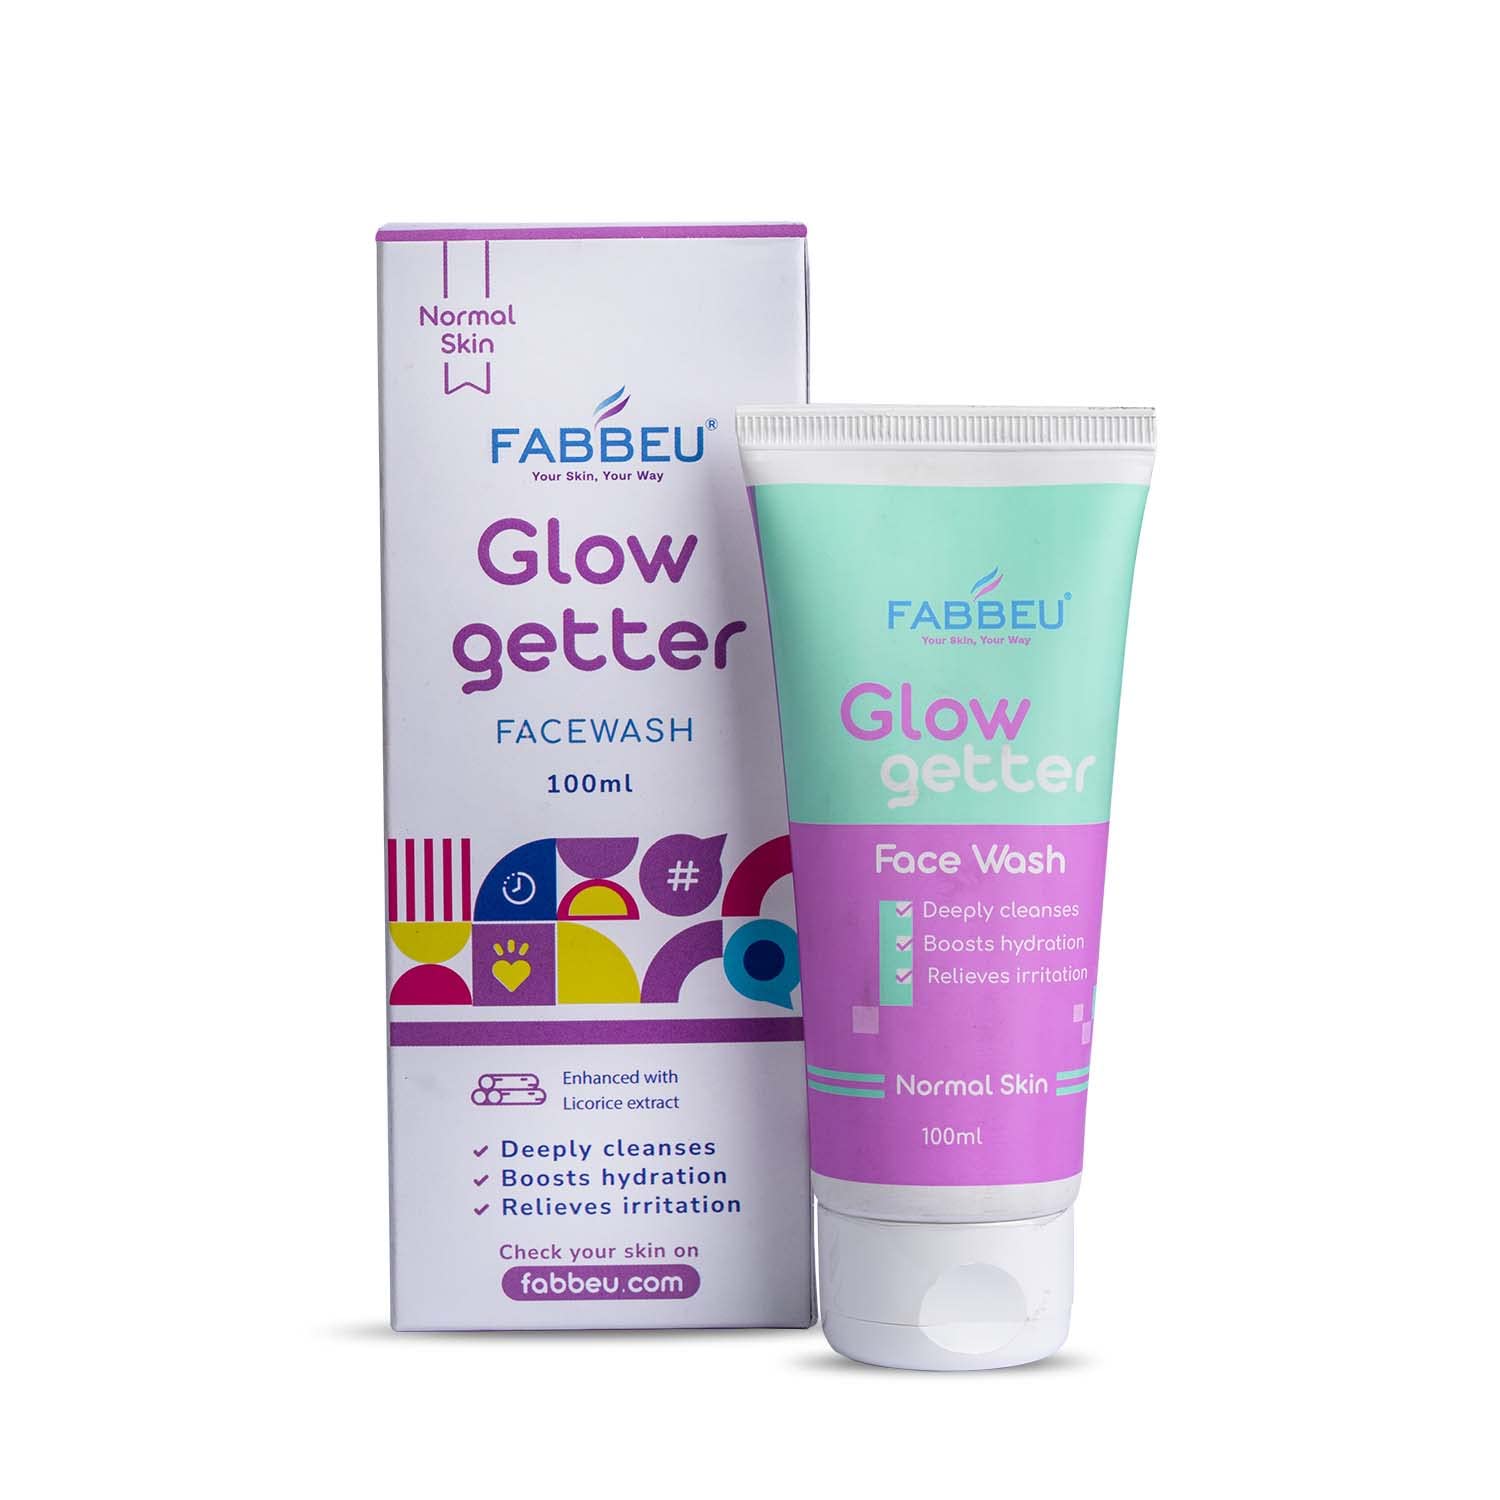 Normal
Skin
FABBEU®
Your Skin, Your Way
Glow
getter
FACEWASH
100ml
#
Enhanced with
Licorice extract
Deeply cleanses
Boosts hydration
Relieves irritation
Check your skin on
fabbeu.com
FABBEU®
Your Skin, Your Way
Glow
getter
Face Wash
Deeply cleanses
Boosts hydration
Relieves irritation
Normal Skin
100ml